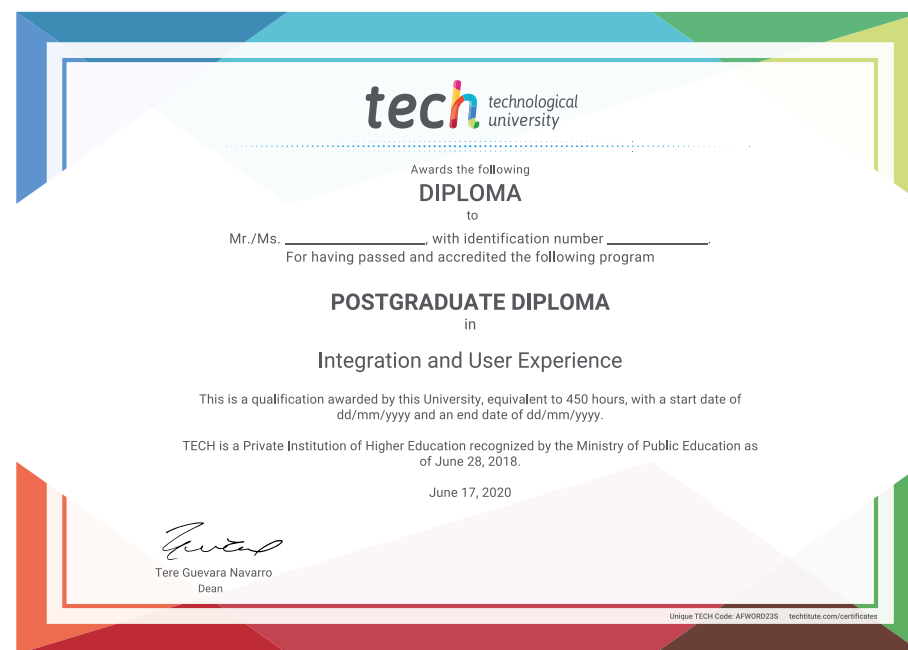 tech technological
university
Awards the following
DIPLOMA
to
Mr./Ms. ____________________, with identification number ______________.
For having passed and accredited the following program
POSTGRADUATE DIPLOMA
in
Integration and User Experience
This is a qualification awarded by this University, equivalent to 450 hours, with a start date of
dd/mm/yyyy and an end date of dd/mm/yyyy.
TECH is a Private Institution of Higher Education recognized by the Ministry of Public Education as
of June 28, 2018.
June 17, 2020
Tere Guevara Navarro
Dean
Unique TECH Code: AFWORD23S techtitute.com/certificates